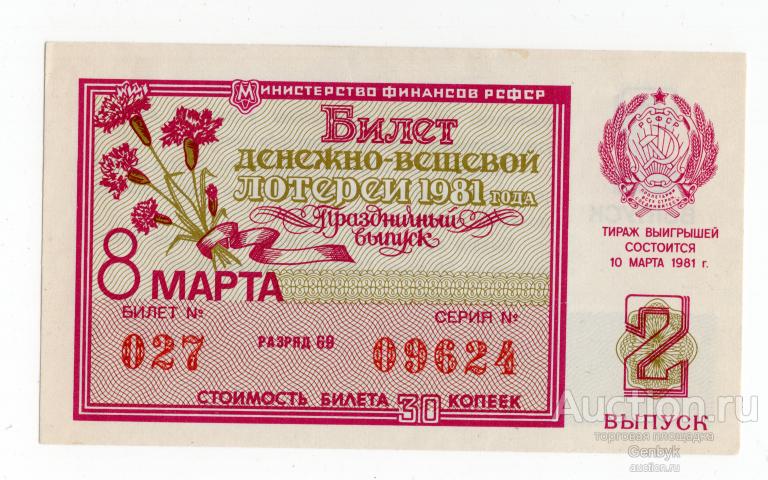 МИНИСТЕРСТВО ФИНАНСОВ РСФСР
Билет
денежно-вещевой
лотереи 1981 года
Праздничный
выпуск
8 МАРТА
БИЛЕТ № СЕРИЯ №
027 РАЗРЯД 69 09624
СТОИМОСТЬ БИЛЕТА 30 КОПЕЕК
РСФСР
ТИРАЖ ВЫИГРЫШЕЙ
СОСТОИТСЯ
10 МАРТА 1981 г.
2
ВЫПУСК
Auction.ru
торговая площадка
Genbyk
auction.ru